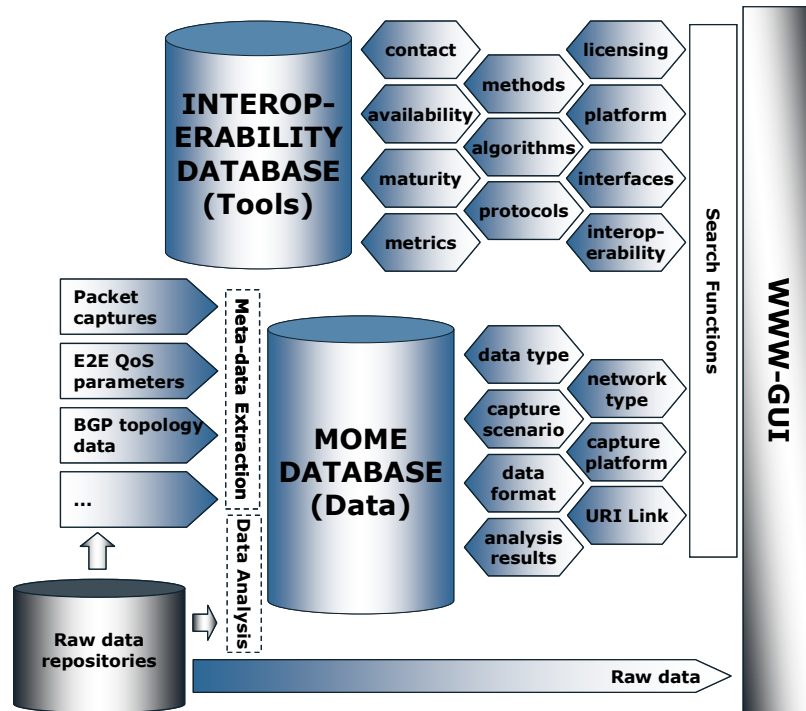 INTEROP-
ERABILITY
DATABASE
(Tools)
contact
availability
maturity
metrics
methods
algorithms
protocols
licensing
platform
interfaces
interop-
erability
Search Functions
WWW-GUI
Packet
captures
E2E QoS
parameters
BGP topology
data
...
Meta-data Extraction
Data Analysis
MOME
DATABASE
(Data)
data type
capture
scenario
data
format
analysis
results
network
type
capture
platform
URI Link
Raw data
repositories
Raw data